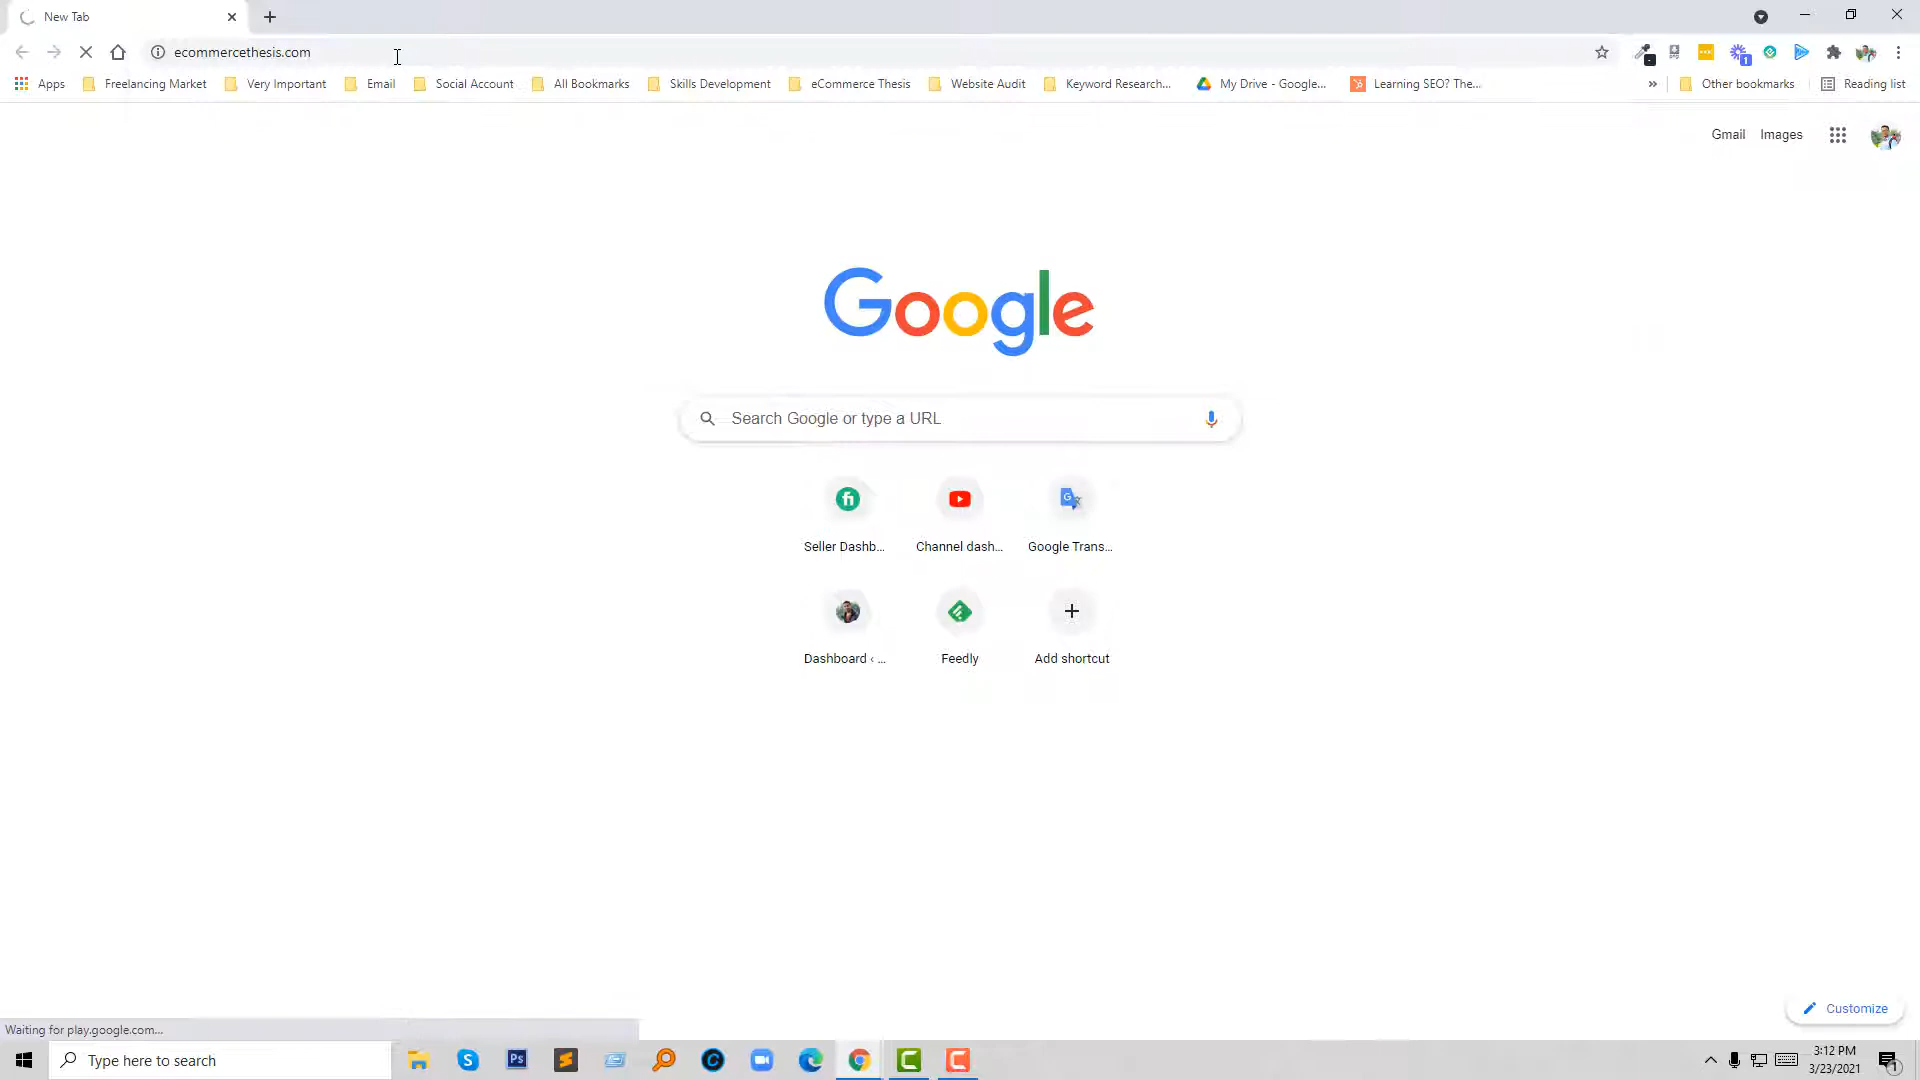 New Tab
ecommercethesis.com
Apps Freelancing Market Very Important Email Social Account All Bookmarks Skills Development eCommerce Thesis Website Audit Keyword Research... My Drive - Google... Learning SEO? The... » Other bookmarks Reading list
Gmail Images
Google
Search Google or type a URL
Seller Dashb... Channel dash... Google Trans...
Dashboard ‹ ... Feedly Add shortcut
Customize
Waiting for play.google.com...
Type here to search
3:12 PM
3/23/2021